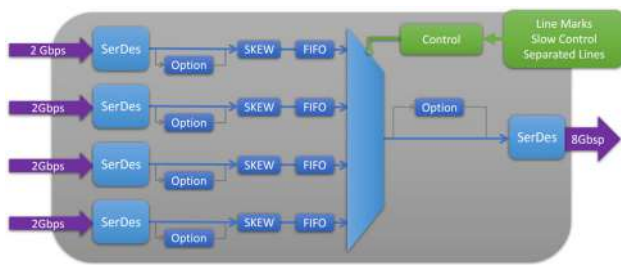 Line Marks
Slow Control
Separated Lines
Control
2 Gbps
SerDes
Option
SKEW
FIFO
2Gbps
SerDes
Option
SKEW
FIFO
Option
SerDes
8Gbsp
2Gbps
SerDes
Option
SKEW
FIFO
2Gbps
SerDes
Option
SKEW
FIFO